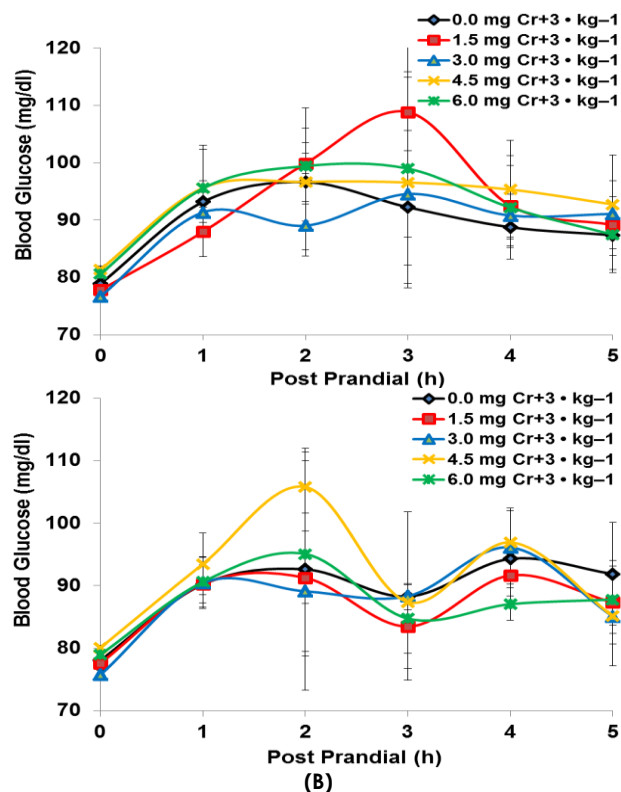 0.0 mg Cr+3 • kg–1
1.5 mg Cr+3 • kg–1
3.0 mg Cr+3 • kg–1
4.5 mg Cr+3 • kg–1
6.0 mg Cr+3 • kg–1
Blood Glucose (mg/dl)
120
110
100
90
80
70
0 1 2 3 4 5
Post Prandial (h)
0.0 mg Cr+3 • kg–1
1.5 mg Cr+3 • kg–1
3.0 mg Cr+3 • kg–1
4.5 mg Cr+3 • kg–1
6.0 mg Cr+3 • kg–1
Blood Glucose (mg/dl)
120
110
100
90
80
70
0 1 2 3 4 5
Post Prandial (h)
(B)